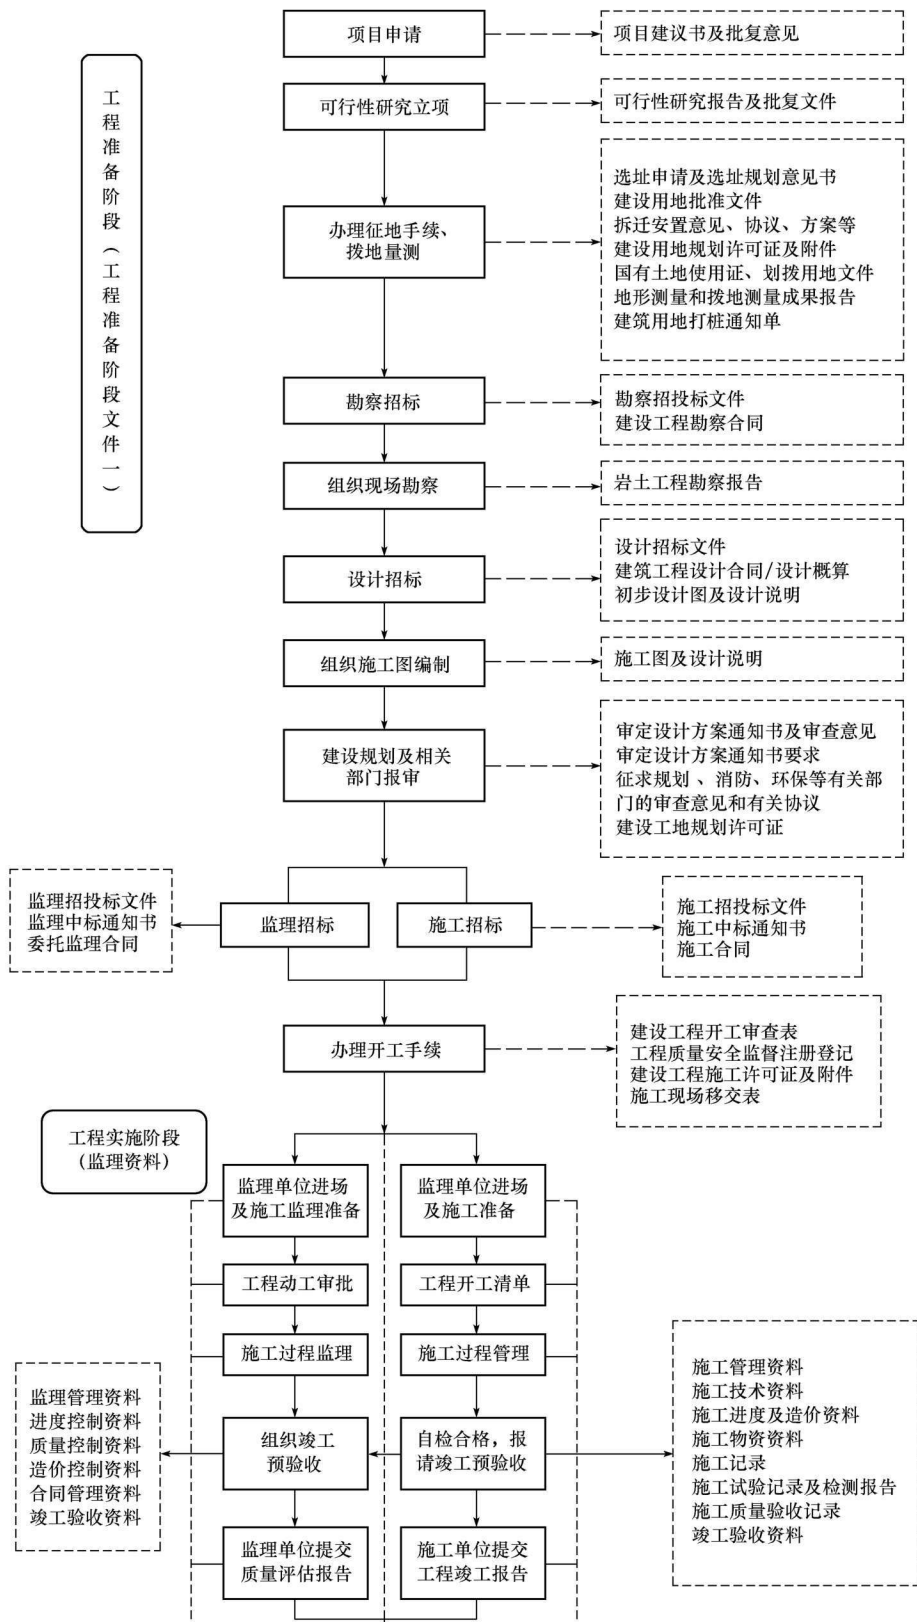 项目申请
项目建议书及批复意见
工程准备阶段（工程准备阶段文件一）
可行性研究立项
可行性研究报告及批复文件
办理征地手续、
拨地量测
选址申请及选址规划意见书
建设用地批准文件
拆迁安置意见、协议、方案等
建设用地规划许可证及附件
国有土地使用证、划拨用地文件
地形测量和拨地测量成果报告
建筑用地打桩通知单
勘察招标
勘察招投标文件
建设工程勘察合同
组织现场勘察
岩土工程勘察报告
设计招标
设计招标文件
建筑工程设计合同/设计概算
初步设计图及设计说明
组织施工图编制
施工图及设计说明
建设规划及相关
部门报审
审定设计方案通知书及审查意见
审定设计方案通知书要求
征求规划、消防、环保等有关部
门的审查意见和有关协议
建设工地规划许可证
监理招投标文件
监理中标通知书
委托监理合同
监理招标
施工招标
施工招投标文件
施工中标通知书
施工合同
办理开工手续
建设工程开工审查表
工程质量安全监督注册登记
建设工程施工许可证及附件
施工现场移交表
工程实施阶段
（监理资料）
监理单位进场
及施工监理准备
监理单位进场
及施工准备
工程动工审批
工程开工清单
施工过程监理
施工过程管理
监理管理资料
进度控制资料
质量控制资料
造价控制资料
合同管理资料
竣工验收资料
组织竣工
预验收
自检合格，报
请竣工预验收
施工管理资料
施工技术资料
施工进度及造价资料
施工物资资料
施工记录
施工试验记录及检测报告
施工质量验收记录
竣工验收资料
监理单位提交
质量评估报告
施工单位提交
工程竣工报告